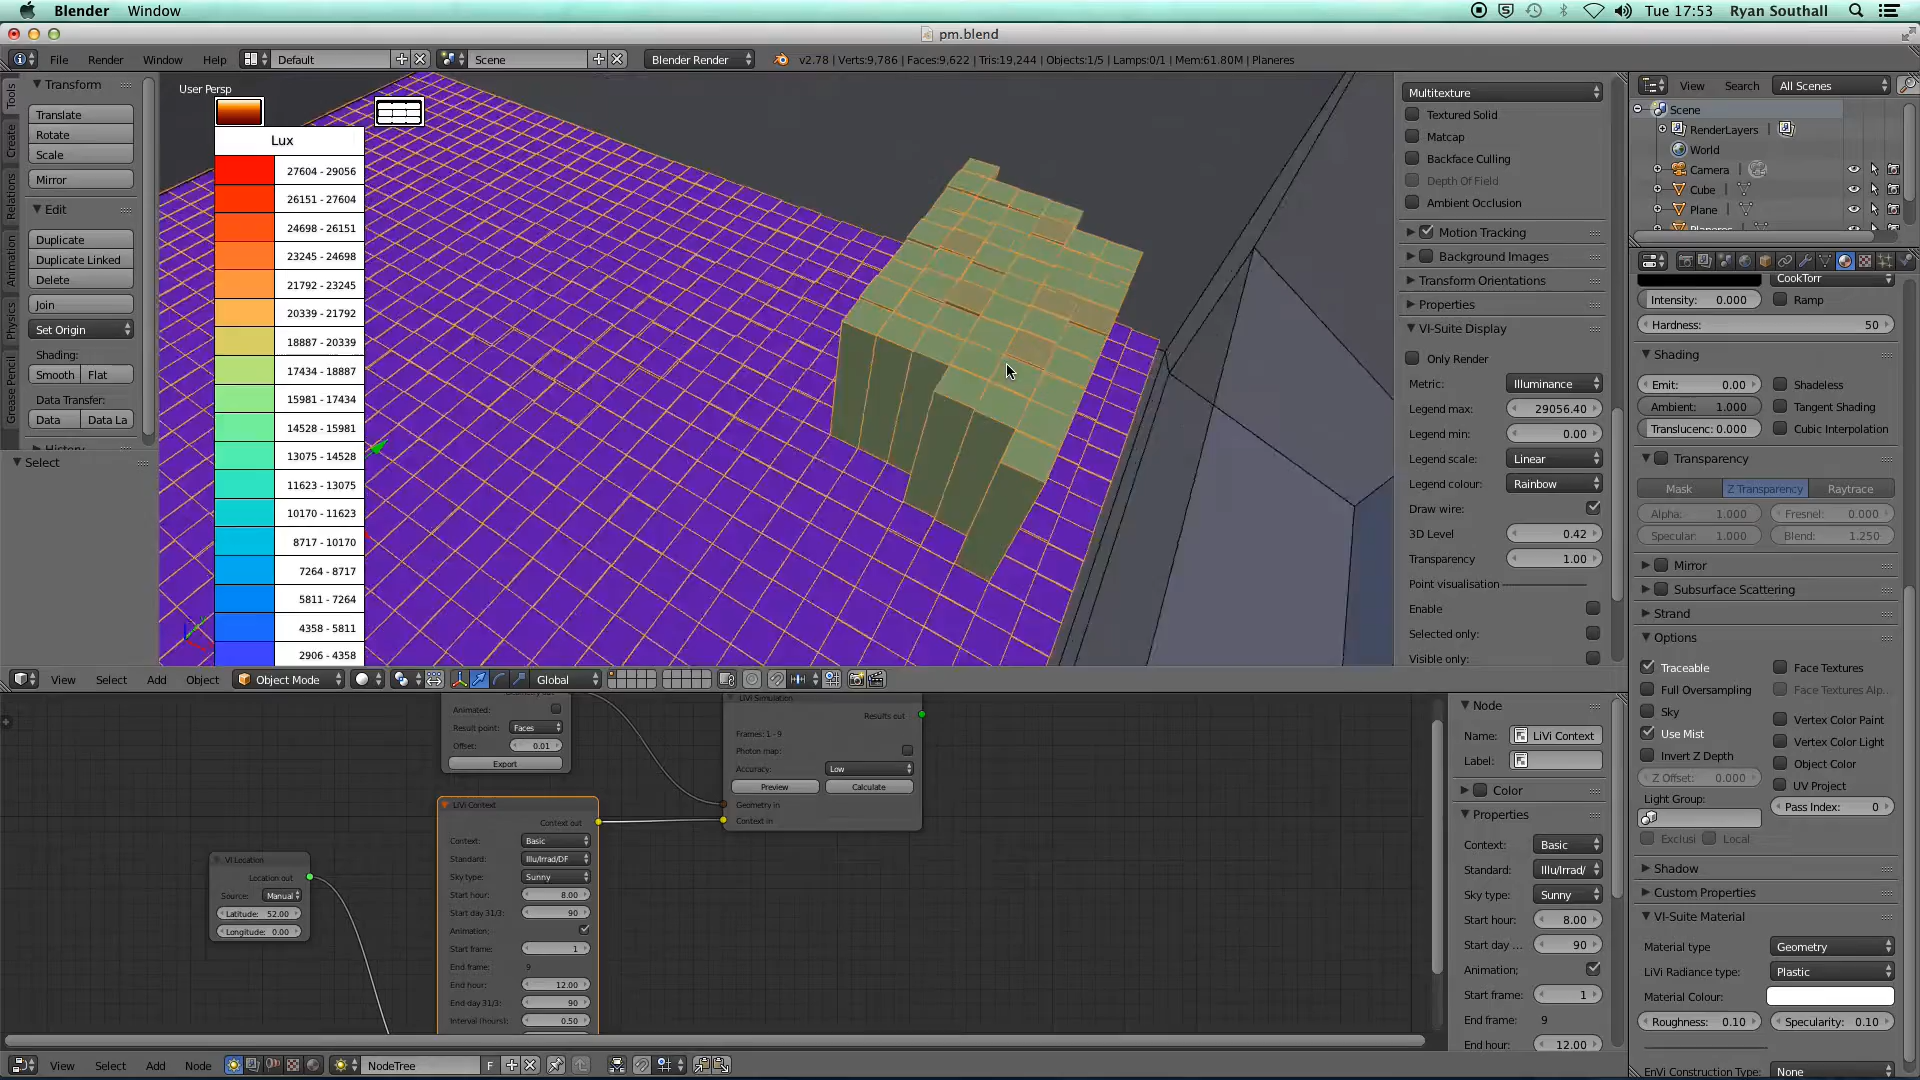 Blender Window Tue 17:53 Ryan Southall
pm.blend
File Render Window Help Default Scene Blender Render v2.78 | Verts:9,786 | Faces:9,622 | Tris:19,244 | Objects:1/5 | Lamps:0/1 | Mem:61.80M | Planeres
Tools
Create
Relations
Animation
Physics
Grease Pencil
Transform
Translate
Rotate
Scale
Mirror
Edit
Duplicate
Duplicate Linked
Delete
Join
Set Origin
Shading:
Smooth Flat
Data Transfer:
Data Data La
History
Select
User Persp
Lux
27604 - 29056
26151 - 27604
24698 - 26151
23245 - 24698
21792 - 23245
20339 - 21792
18887 - 20339
17434 - 18887
15981 - 17434
14528 - 15981
13075 - 14528
11623 - 13075
10170 - 11623
8717 - 10170
7264 - 8717
5811 - 7264
4358 - 5811
2906 - 4358
View Select Add Object Object Mode Global
Multitexture
Textured Solid
Matcap
Backface Culling
Depth Of Field
Ambient Occlusion
Motion Tracking
Background Images
Transform Orientations
Properties
VI-Suite Display
Only Render
Metric: Illuminance
Legend max: 29056.40
Legend min: 0.00
Legend scale: Linear
Legend colour: Rainbow
Draw wire:
3D Level 0.42
Transparency 1.00
Point visualisation
Enable
Selected only:
Visible only:
View Search All Scenes
Scene
RenderLayers
World
Camera
Cube
Plane
Planeres
CookTorr
Intensity: 0.000 Ramp
Hardness: 50
Shading
Emit: 0.00 Shadeless
Ambient: 1.000 Tangent Shading
Translucenc: 0.000 Cubic Interpolation
Transparency
Mask Z Transparency Raytrace
Alpha: 1.000 Fresnel: 0.000
Specular: 1.000 Blend: 1.250
Mirror
Subsurface Scattering
Strand
Options
Traceable Face Textures
Full Oversampling Face Textures Alp..
Sky Vertex Color Paint
Use Mist Vertex Color Light
Invert Z Depth Object Color
Z Offset: 0.000 UV Project
Light Group: Pass Index: 0
Exclusi Local
Shadow
Custom Properties
VI-Suite Material
Material type Geometry
LiVi Radiance type: Plastic
Material Colour:
Roughness: 0.10 Specularity: 0.10
EnVi Construction Type: None
Animated:
Result point: Faces
Offset: 0.01
Export
LiVi Simulation
Results out
Frames: 1 - 9
Photon map:
Accuracy: Low
Preview Calculate
Geometry in
Context in
LiVi Context
Context out
Context: Basic
Standard: Illu/Irrad/DF
Sky type: Sunny
Start hour: 8.00
Start day 31/3: 90
Animation;
Start frame: 1
End frame: 9
End hour: 12.00
End day 31/3: 90
Interval (hours): 0.50
VI Location
Location out
Source: Manual
Latitude: 52.00
Longitude: 0.00
Node
Name: LiVi Context
Label:
Color
Properties
Context: Basic
Standard: Illu/Irrad/
Sky type: Sunny
Start hour: 8.00
Start day ... 90
Animation;
Start frame: 1
End frame: 9
End hour: 12.00
View Select Add Node NodeTree F